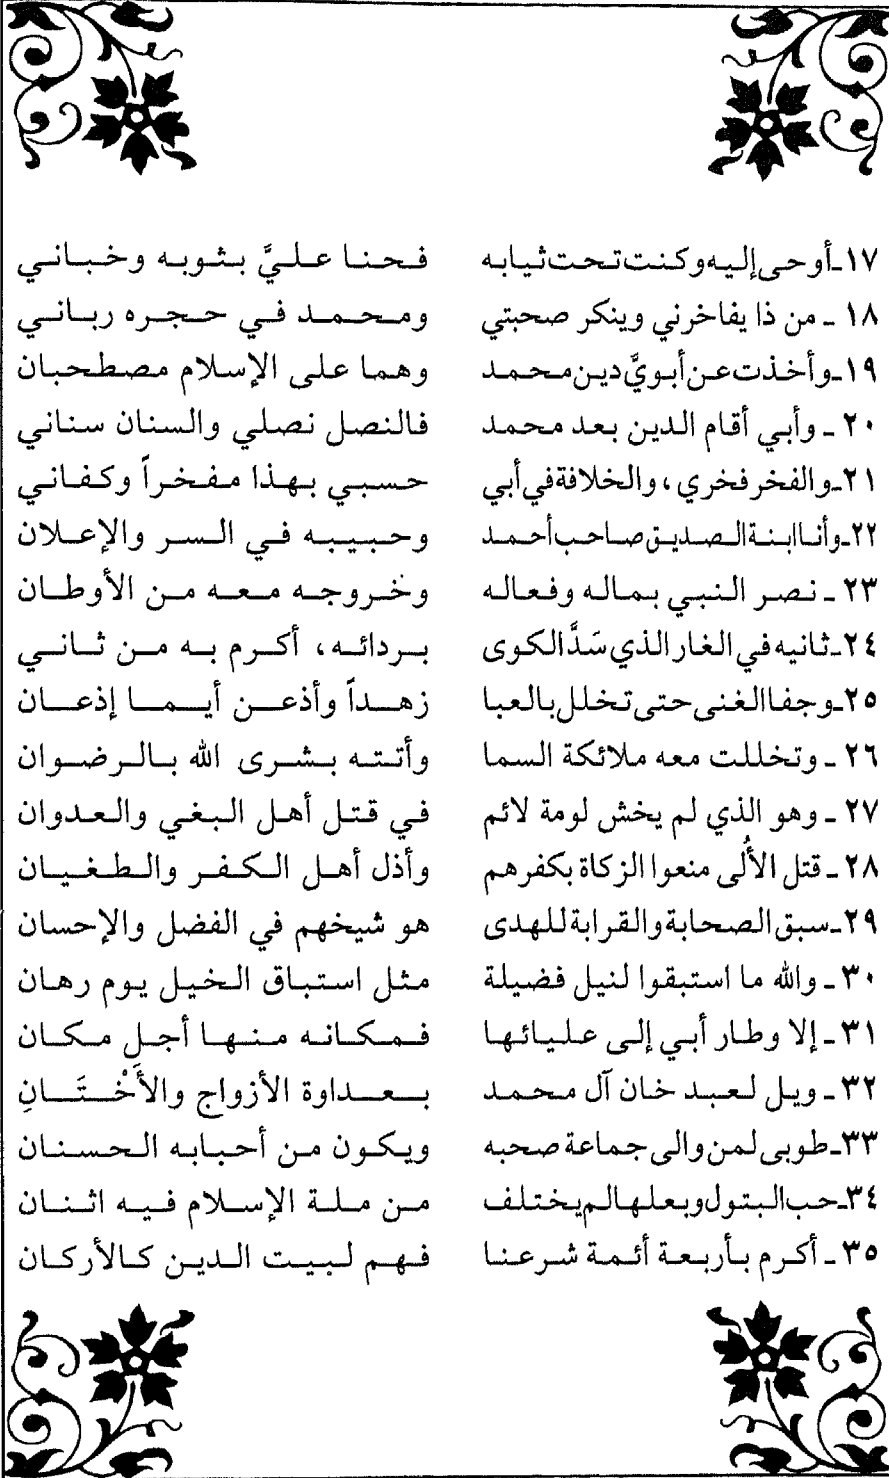 ١٧ـ أوحى إليه وكنت تحت ثيابه فحنا عليَّ بثوبه وخباني
١٨ ـ من ذا يفاخرني وينكر صحبتي ومحمد في حجره رباني
١٩ـ وأخذت عن أبويَّ دين محمد وهما على الإسلام مصطحبان
٢٠ ـ وأبي أقام الدين بعد محمد فالنصل نصلي والسنان سناني
٢١ـ والفخر فخري ، والخلافة في أبي حسبي بهذا مفخراً وكفاني
٢٢ـ وأنا ابنة الصديق صاحب أحمد وحبيبه في السر والإعلان
٢٣ ـ نصر النبي بماله وفعاله وخروجه معه من الأوطان
٢٤ـ ثانيه في الغار الذي سَدَّ الكوى بردائه، أكرم به من ثاني
٢٥ـ وجفا الغنى حتى تخلل بالعبا زهداً وأذعن أيما إذعان
٢٦ ـ وتخللت معه ملائكة السما وأتته بشرى الله بالرضوان
٢٧ ـ وهو الذي لم يخش لومة لائم في قتل أهل البغي والعدوان
٢٨ ـ قتل الأُلى منعوا الزكاة بكفرهم وأذل أهل الكفر والطغيان
٢٩ـ سبق الصحابة والقرابة للهدى هو شيخهم في الفضل والإحسان
٣٠ ـ والله ما استبقوا لنيل فضيلة مثل استباق الخيل يوم رهان
٣١ ـ إلا وطار أبي إلى عليائها فمكانه منها أجل مكان
٣٢ ـ ويل لعبد خان آل محمد بعداوة الأزواج والأَخْتَانِ
٣٣ـ طوبى لمن والى جماعة صحبه ويكون من أحبابه الحسنان
٣٤ـ حب البتول وبعلها لم يختلف من ملة الإسلام فيه اثنان
٣٥ ـ أكرم بأربعة أئمة شرعنا فهم لبيت الدين كالأركان